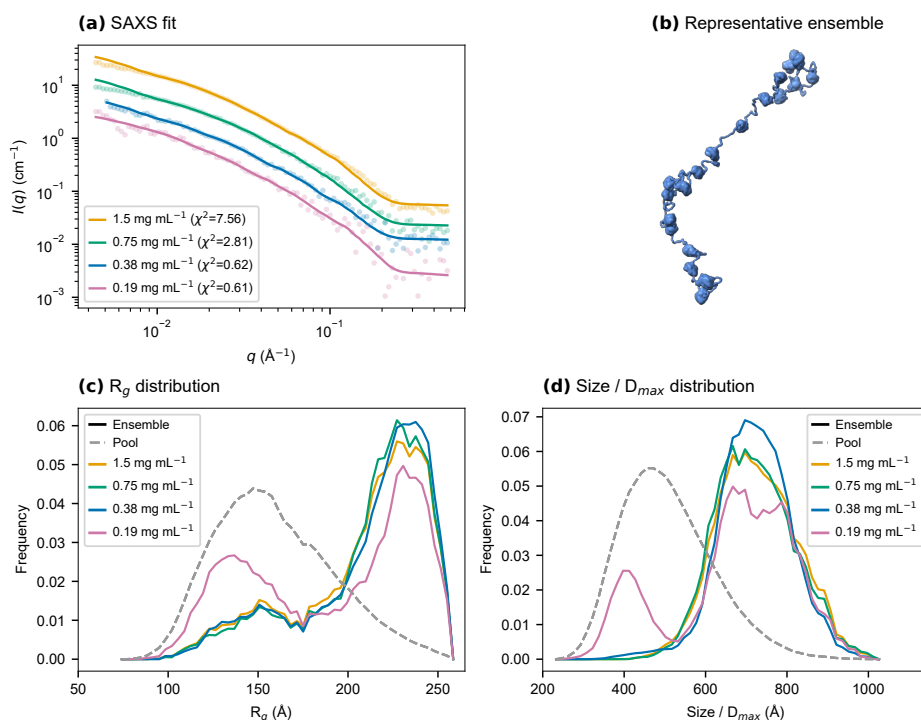 (a) SAXS fit
(b) Representative ensemble
10¹
10⁰
10⁻¹
10⁻²
10⁻³
I(q) (cm⁻¹)
1.5 mg mL⁻¹ (χ²=7.56)
0.75 mg mL⁻¹ (χ²=2.81)
0.38 mg mL⁻¹ (χ²=0.62)
0.19 mg mL⁻¹ (χ²=0.61)
10⁻² 10⁻¹
q (Å⁻¹)
(c) R_g distribution
0.06
0.05
0.04
0.03
0.02
0.01
0.00
Frequency
Ensemble
Pool
1.5 mg mL⁻¹
0.75 mg mL⁻¹
0.38 mg mL⁻¹
0.19 mg mL⁻¹
50 100 150 200 250
R_g (Å)
(d) Size / D_max distribution
0.07
0.06
0.05
0.04
0.03
0.02
0.01
0.00
Frequency
Ensemble
Pool
1.5 mg mL⁻¹
0.75 mg mL⁻¹
0.38 mg mL⁻¹
0.19 mg mL⁻¹
200 400 600 800 1000
Size / D_max (Å)